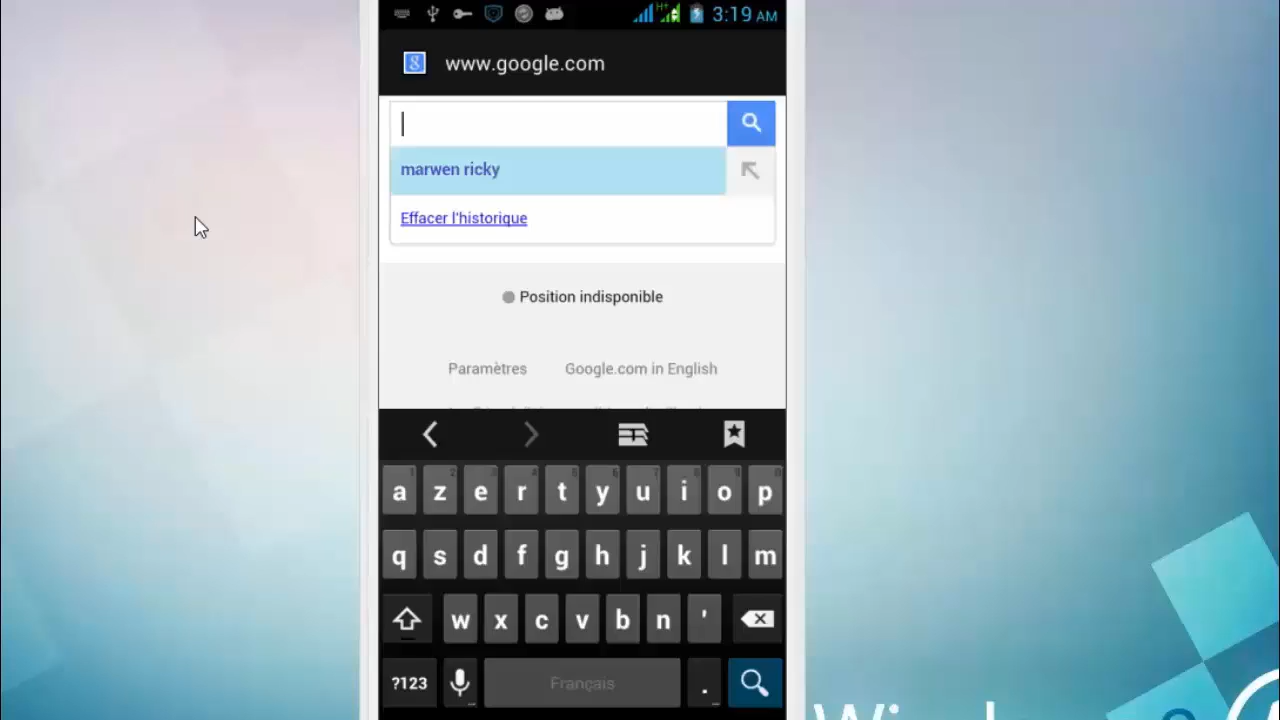 3:19 AM
www.google.com
marwen ricky
Effacer l'historique
Position indisponible
Paramètres Google.com in English
a z e r t y u i o p
q s d f g h j k l m
w x c v b n '
?123 Français .